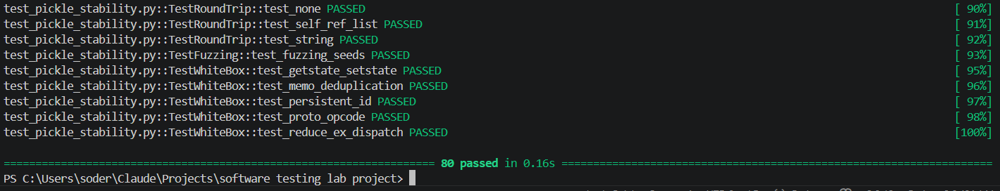 test_pickle_stability.py::TestRoundTrip::test_none PASSED [ 90%]
test_pickle_stability.py::TestRoundTrip::test_self_ref_list PASSED [ 91%]
test_pickle_stability.py::TestRoundTrip::test_string PASSED [ 92%]
test_pickle_stability.py::TestFuzzing::test_fuzzing_seeds PASSED [ 93%]
test_pickle_stability.py::TestWhiteBox::test_getstate_setstate PASSED [ 95%]
test_pickle_stability.py::TestWhiteBox::test_memo_deduplication PASSED [ 96%]
test_pickle_stability.py::TestWhiteBox::test_persistent_id PASSED [ 97%]
test_pickle_stability.py::TestWhiteBox::test_proto_opcode PASSED [ 98%]
test_pickle_stability.py::TestWhiteBox::test_reduce_ex_dispatch PASSED [100%]
============================= 80 passed in 0.16s =============================
PS C:\Users\soder\Claude\Projects\software testing lab project>